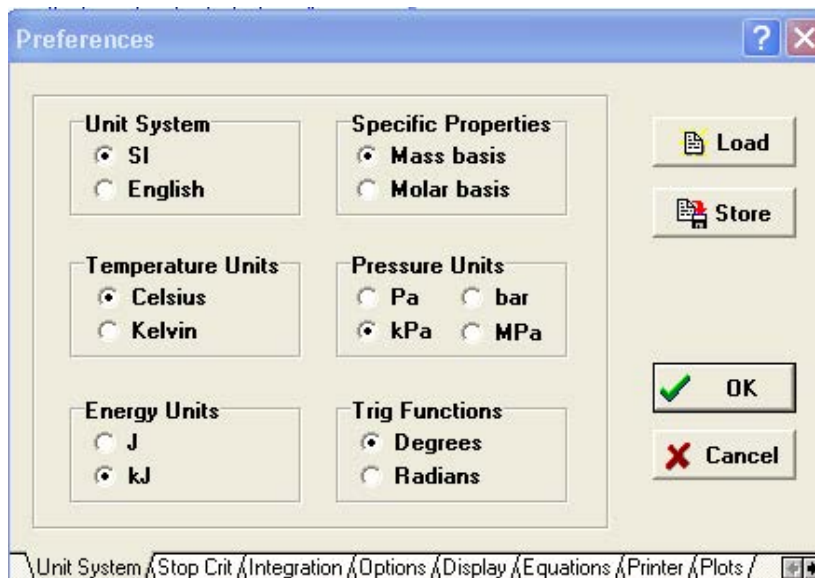 Preferences
Unit System
SI
English
Specific Properties
Mass basis
Molar basis
Load
Store
Temperature Units
Celsius
Kelvin
Pressure Units
Pa
bar
kPa
MPa
Energy Units
J
kJ
Trig Functions
Degrees
Radians
OK
Cancel
Unit System Stop Crit Integration Options Display Equations Printer Plots